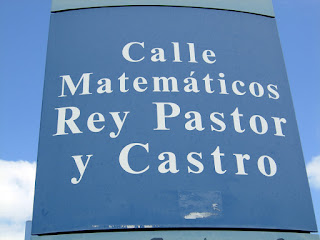 Calle
Matemáticos
Rey Pastor
y Castro